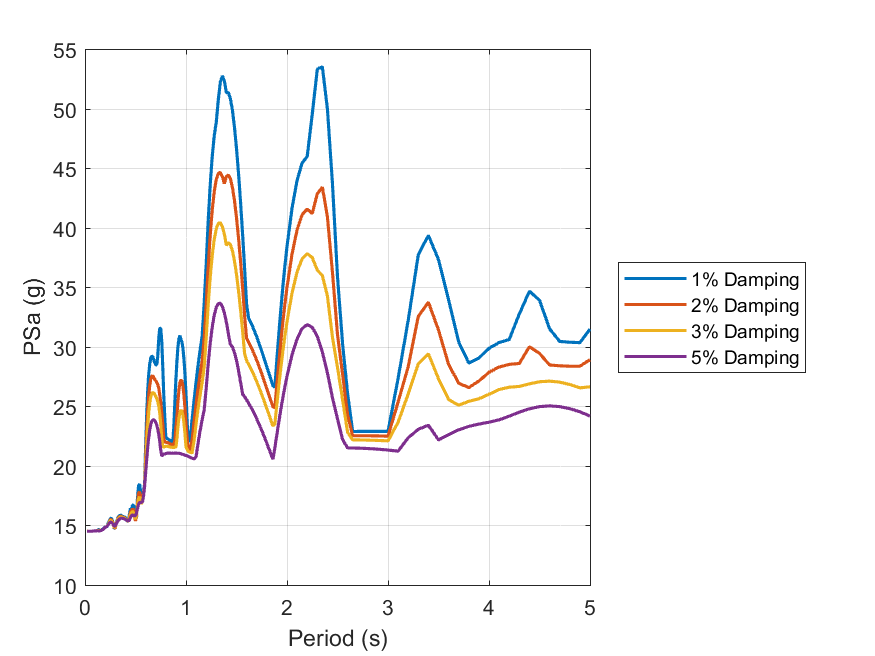 55
50
45
40
35
30
25
20
15
10
PSa (g)
0 1 2 3 4 5
Period (s)
1% Damping
2% Damping
3% Damping
5% Damping